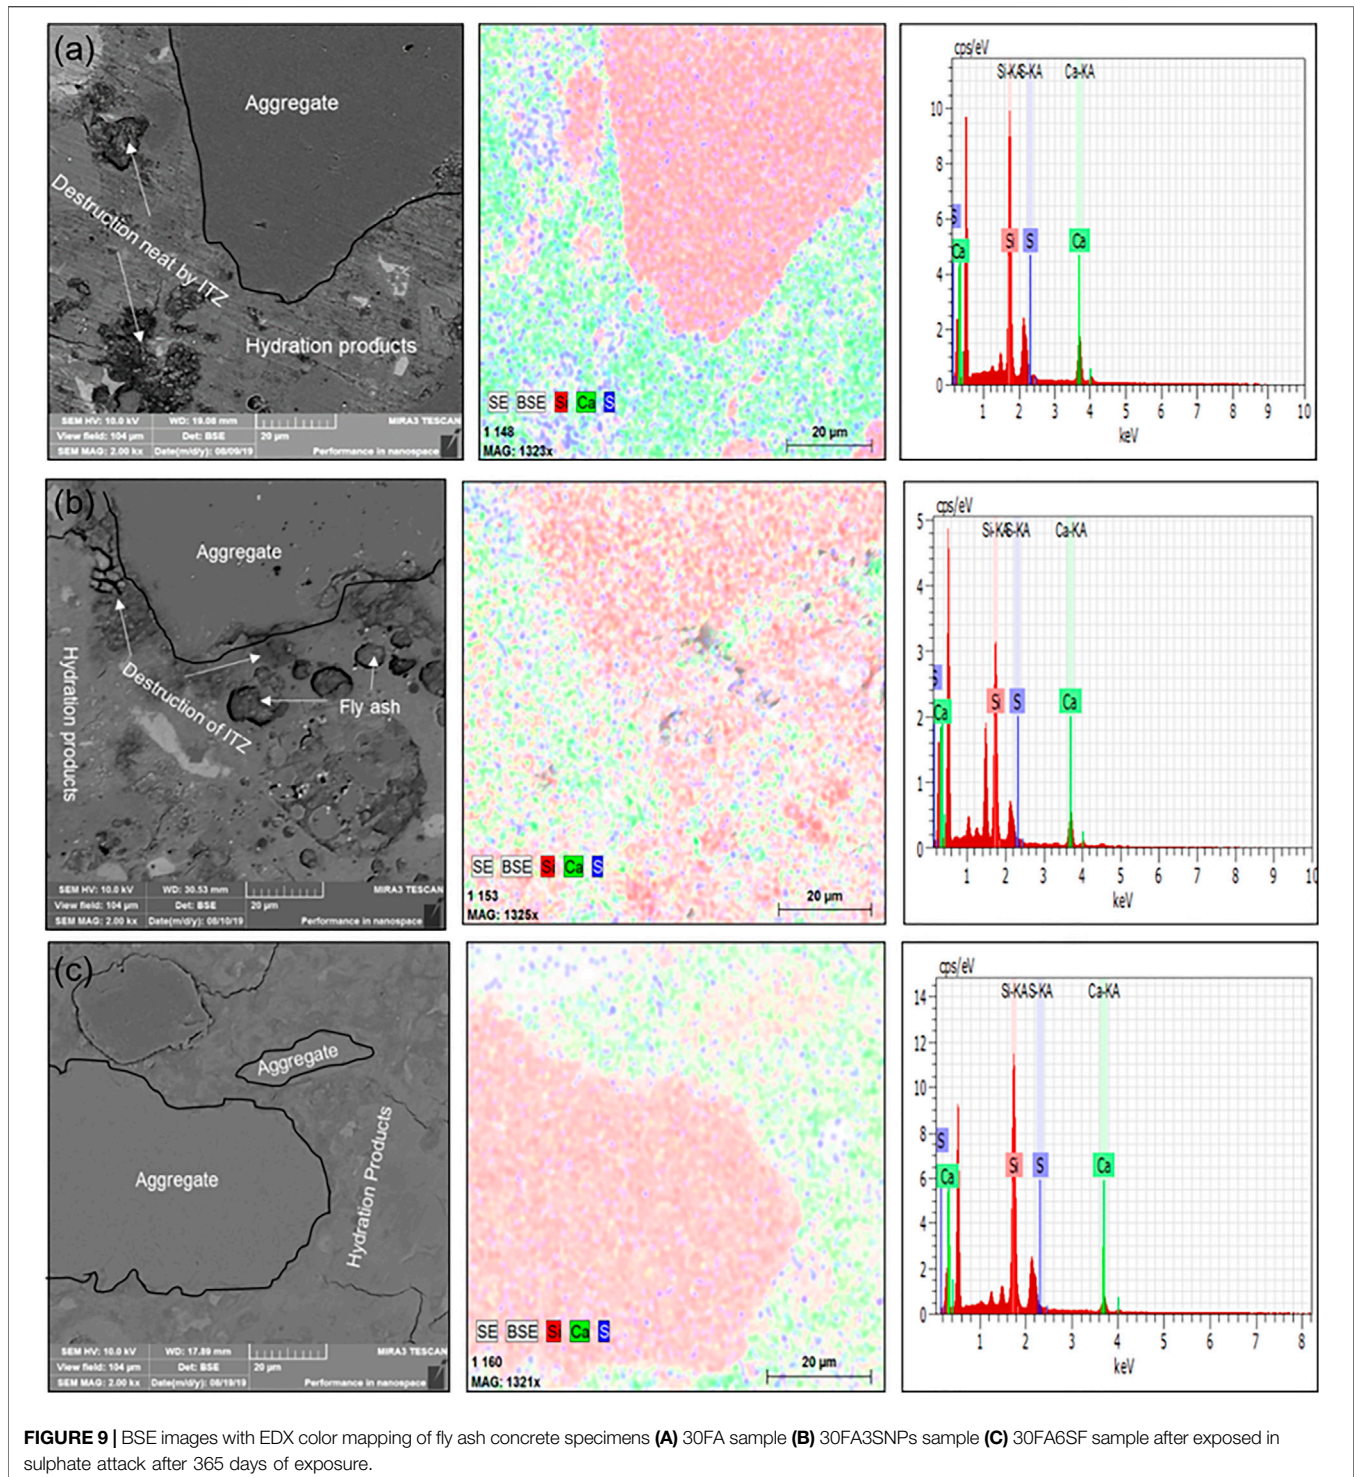 (a)
Aggregate
Destruction neat by ITZ
Hydration products
SEM HV: 10.0 kV WD: 19.08 mm MIRA3 TESCAN
View field: 104 µm Det: BSE 20 µm
SEM MAG: 2.00 kx Date(m/d/y): 08/09/19 Performance in nanospace
SE BSE Si Ca S
1 148
MAG: 1323x
20 µm
cps/eV
Si-KA S-KA Ca-KA
10
8
6
4
2
0
S
Ca
Si
S
Ca
1 2 3 4 5 6 7 8 9 10
keV
(b)
Aggregate
Hydration products
Destruction of ITZ
Fly ash
SEM HV: 10.0 kV WD: 30.53 mm MIRA3 TESCAN
View field: 104 µm Det: BSE 20 µm
SEM MAG: 2.00 kx Date(m/d/y): 08/10/19 Performance in nanospace
SE BSE Si Ca S
1 153
MAG: 1325x
20 µm
cps/eV
Si-KA S-KA Ca-KA
5
4
3
2
1
0
S
Ca
Si
S
Ca
1 2 3 4 5 6 7 8 9 10
keV
(c)
Aggregate
Aggregate
Hydration Products
SEM HV: 10.0 kV WD: 17.89 mm MIRA3 TESCAN
View field: 104 µm Det: BSE 20 µm
SEM MAG: 2.00 kx Date(m/d/y): 08/19/19 Performance in nanospace
SE BSE Si Ca S
1 160
MAG: 1321x
20 µm
cps/eV
Si-KA S-KA Ca-KA
14
12
10
8
6
4
2
0
S
Ca
Si
S
Ca
1 2 3 4 5 6 7 8
keV
FIGURE 9 | BSE images with EDX color mapping of fly ash concrete specimens (A) 30FA sample (B) 30FA3SNPs sample (C) 30FA6SF sample after exposed in
sulphate attack after 365 days of exposure.